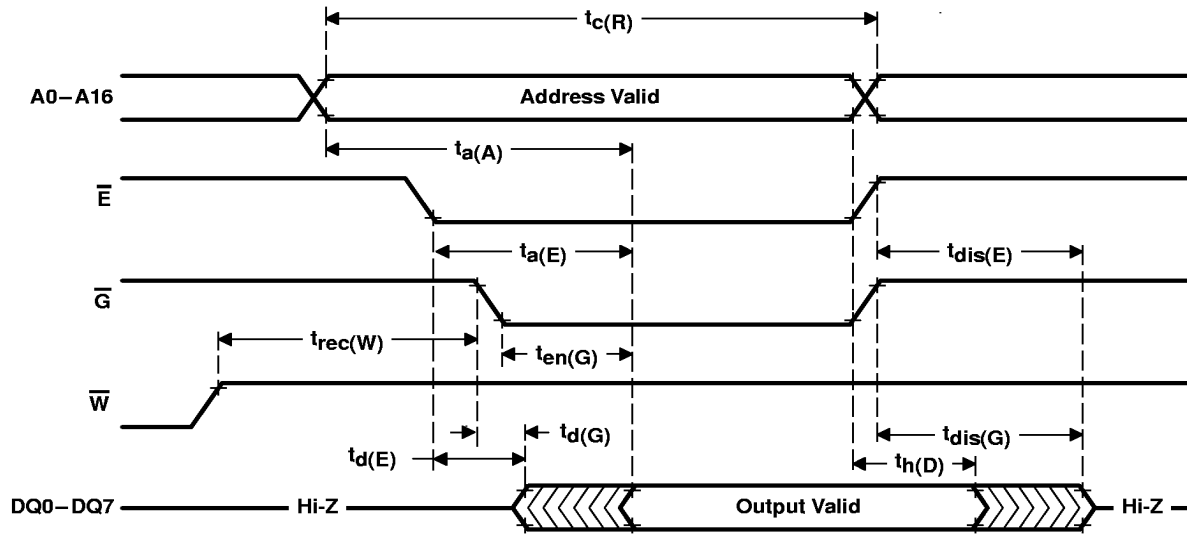 tc(R)
A0–A16
Address Valid
ta(A)
E
ta(E)
tdis(E)
G
trec(W)
ten(G)
W
td(G)
tdis(G)
td(E)
th(D)
DQ0–DQ7
Hi-Z
Output Valid
Hi-Z